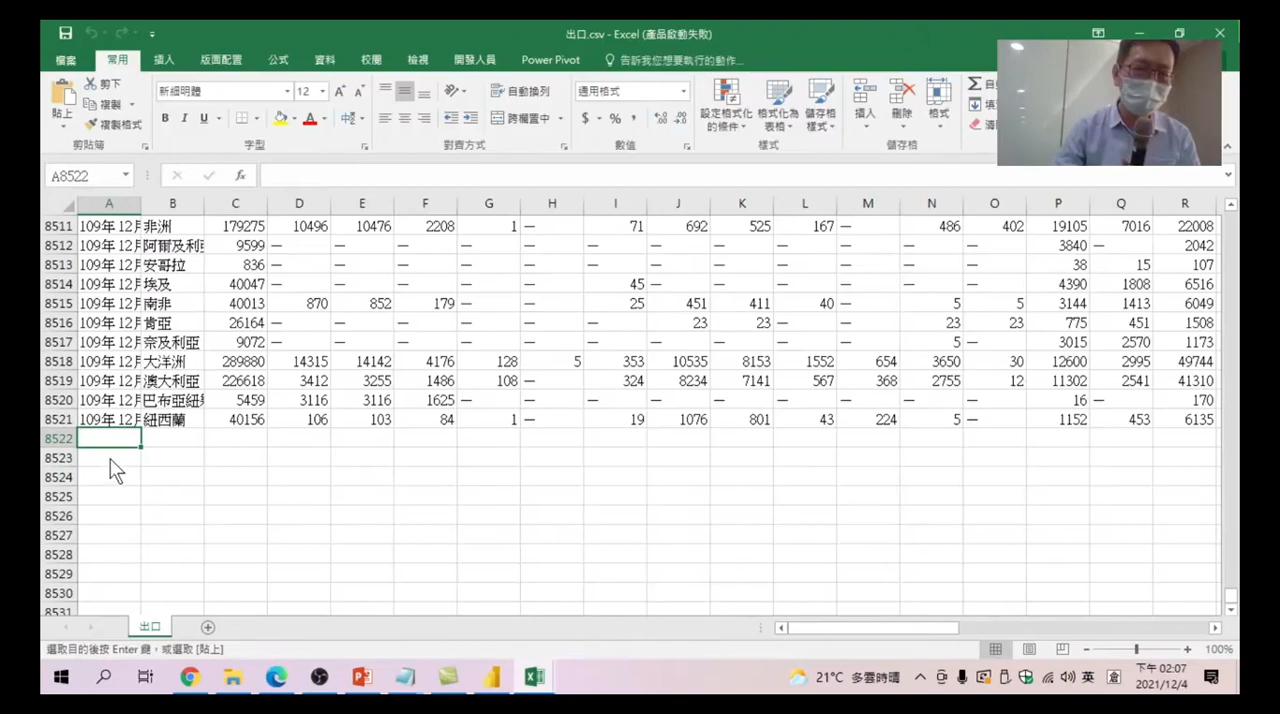 出口.csv - Excel (產品啟動失敗)
檔案 常用 插入 版面配置 公式 資料 校閱 檢視 開發人員 Power Pivot 告訴我您想要執行的動作...
貼上 剪下 複製 複製格式 剪貼簿
新細明體 12 B I U A 字型
自動換列 跨欄置中 對齊方式
通用格式 $ % , 數值
設定格式化的條件 格式化為表格 儲存格樣式 樣式
插入 刪除 格式 儲存格
A8522 fx
A B C D E F G H I J K L M N O P Q R
8511 109年 12月 非洲 179275 10496 10476 2208 1 — 71 692 525 167 — 486 402 19105 7016 22008
8512 109年 12月 阿爾及利 9599 — — — — — — — — — — — — 3840 — 2042
8513 109年 12月 安哥拉 836 — — — — — — — — — — — — 38 15 107
8514 109年 12月 埃及 40047 — — — — — 45 — — — — — — 4390 1808 6516
8515 109年 12月 南非 40013 870 852 179 — — 25 451 411 40 — 5 5 3144 1413 6049
8516 109年 12月 肯亞 26164 — — — — — — 23 23 — — 23 23 775 451 1508
8517 109年 12月 奈及利亞 9072 — — — — — — — — — — 5 — 3015 2570 1173
8518 109年 12月 大洋洲 289880 14315 14142 4176 128 5 353 10535 8153 1552 654 3650 30 12600 2995 49744
8519 109年 12月 澳大利亞 226618 3412 3255 1486 108 — 324 8234 7141 567 368 2755 12 11302 2541 41310
8520 109年 12月 巴布亞紐 5459 3116 3116 1625 — — — — — — — — — 16 — 170
8521 109年 12月 紐西蘭 40156 106 103 84 1 — 19 1076 801 43 224 5 — 1152 453 6135
8522
8523
8524
8525
8526
8527
8528
8529
8530
8531
出口
選取目的後按 Enter 鍵，或選取 [貼上] 100%
21°C 多雲時晴 英 倉 下午 02:07
2021/12/4